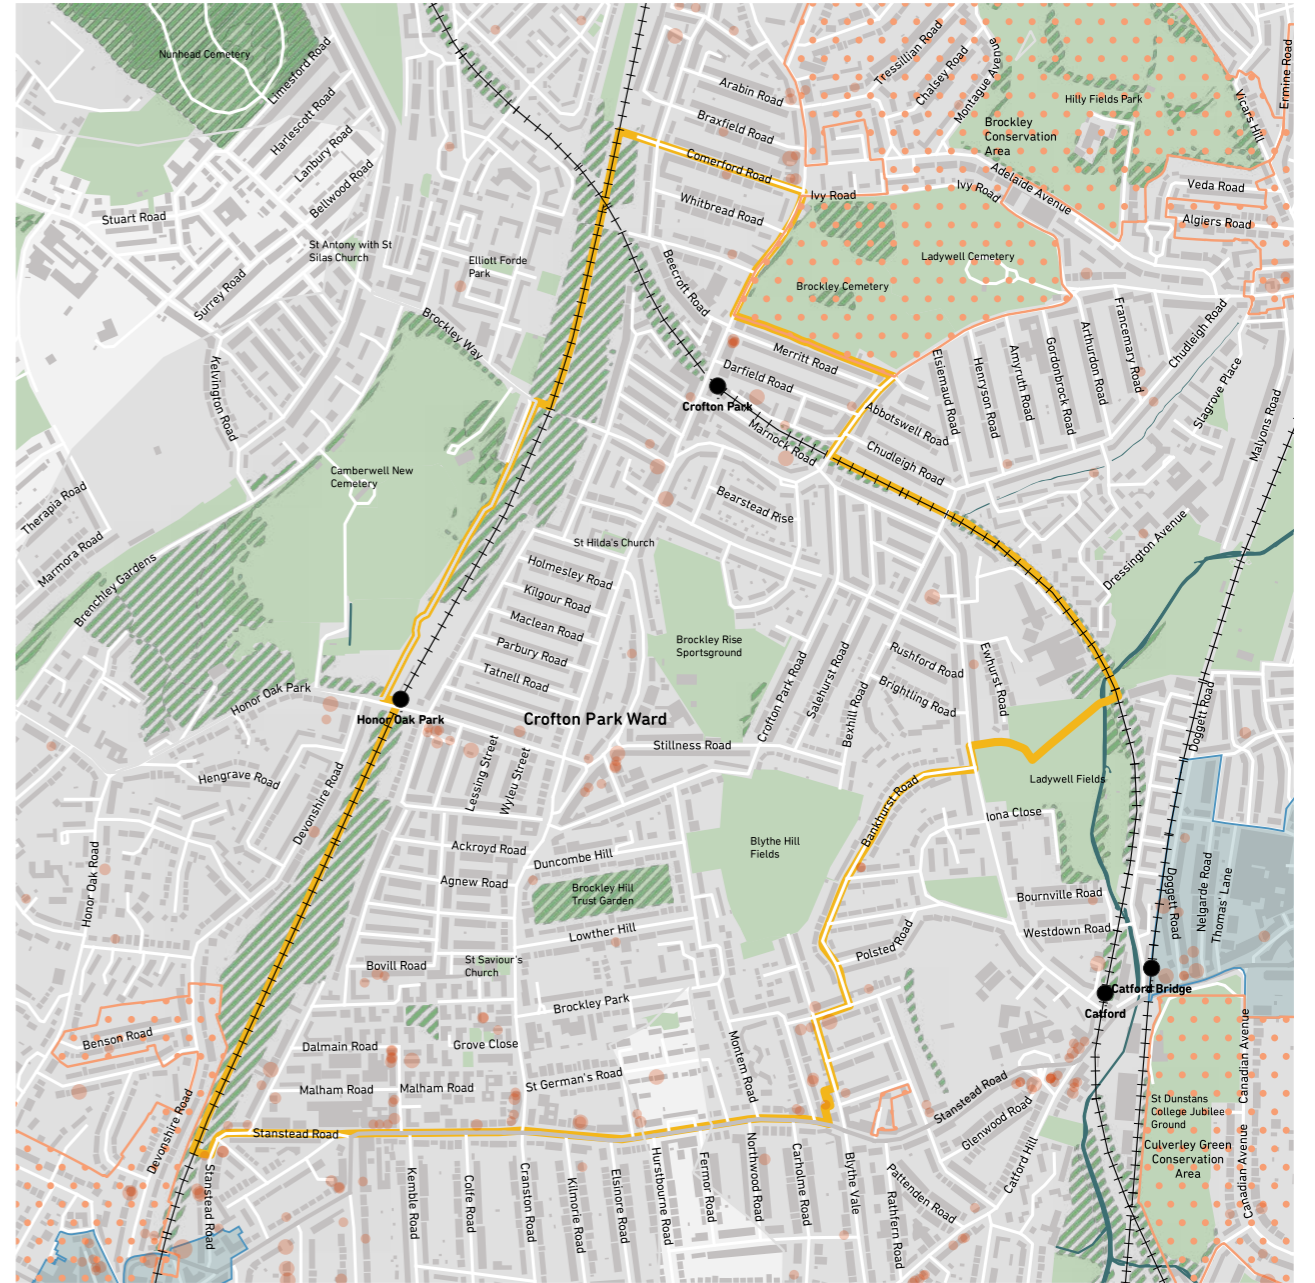 Nunhead Cemetery
Limesford Road
Harlescott Road
Lanbury Road
Bellwood Road
Stuart Road
Surrey Road
St Antony with St
Silas Church
Elliott Forde
Park
Brockley Way
Kelvington Road
Camberwell New
Cemetery
Therapia Road
Marmora Road
Brenchley Gardens
Arabin Road
Braxfield Road
Comerford Road
Whitbread Road
Beecroft Road
Tressillian Road
Chalsey Road
Montague Avenue
Hilly Fields Park
Brockley
Conservation
Area
Vicars Hill
Ermine Road
Adelaide Avenue
Ivy Road
Ivy Road
Veda Road
Algiers Road
Ladywell Cemetery
Brockley Cemetery
Merritt Road
Darfield Road
Crofton Park
Marnock Road
Abbotswell Road
Chudleigh Road
Elsiemaud Road
Henryson Road
Amyruth Road
Gordonbrock Road
Arthurdon Road
Francemary Road
Chudleigh Road
Slagrove Place
Malyons Road
Bearstead Rise
Dressington Avenue
St Hilda's Church
Holmesley Road
Kilgour Road
Maclean Road
Parbury Road
Tatnell Road
Brockley Rise
Sportsground
Crofton Park Road
Salehurst Road
Bexhill Road
Rushford Road
Brightling Road
Ewhurst Road
Doggett Road
Honor Oak Park
Honor Oak Park
Crofton Park Ward
Stillness Road
Ladywell Fields
Hengrave Road
Devonshire Road
Lessing Street
Wyleu Street
Bankhurst Road
Iona Close
Blythe Hill
Fields
Ackroyd Road
Duncombe Hill
Agnew Road
Brockley Hill
Trust Garden
Lowther Hill
Honor Oak Road
Bournville Road
Westdown Road
Polsted Road
Doggett Road
Nelgarde Road
Thomas' Lane
Bovill Road
St Saviour's
Church
Brockley Park
Catford Bridge
Catford
Benson Road
Dalmain Road
Grove Close
Malham Road
Malham Road
St German's Road
Montem Road
Stanstead Road
Glenwood Road
Catford Hill
St Dunstans
College Jubilee
Ground
Culverley Green
Conservation
Area
Canadian Avenue
Canadian Avenue
Devonshire Road
Stanstead Road
Stanstead Road
Kemble Road
Colfe Road
Cranston Road
Kilmorie Road
Elsinore Road
Hurstbourne Road
Fermor Road
Northwood Road
Carholme Road
Blythe Vale
Rathfern Road
Pattenden Road